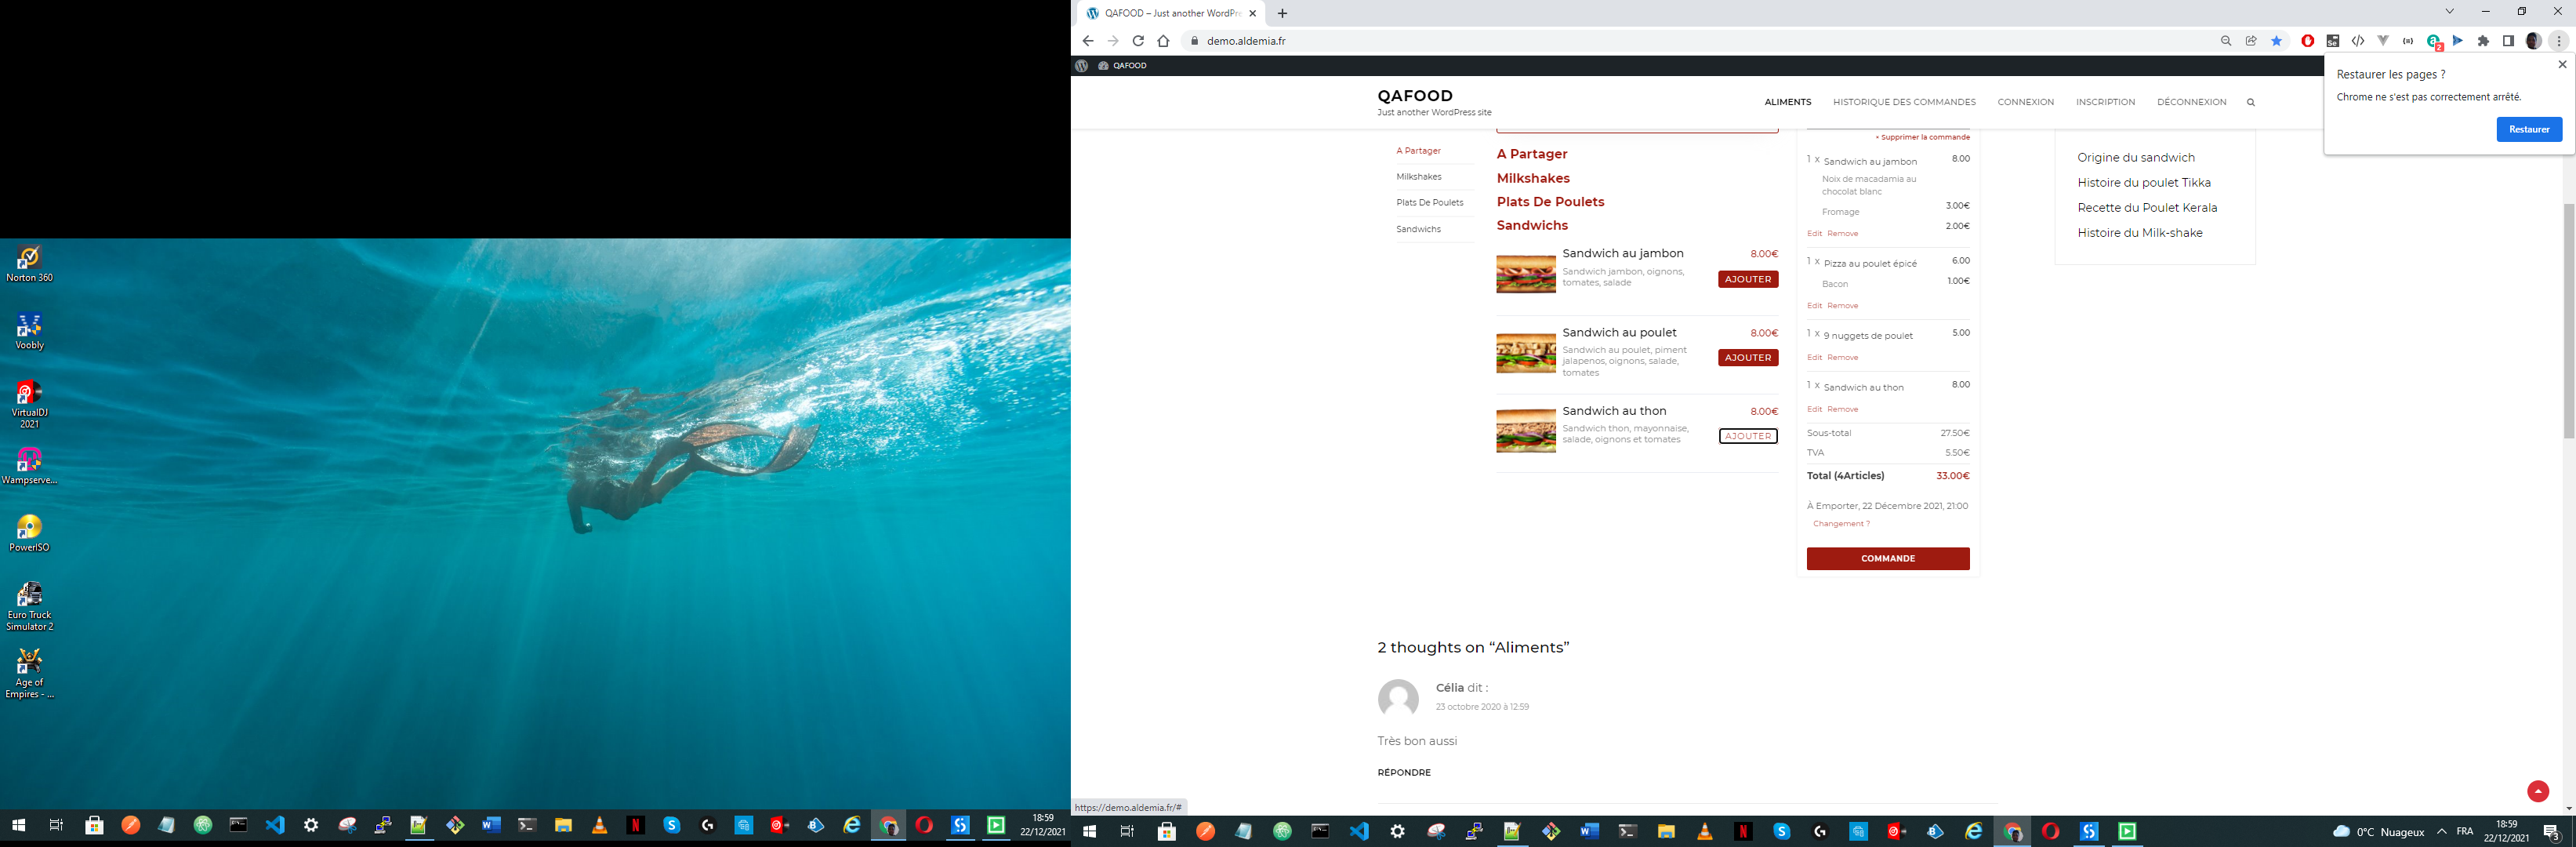 Norton 360
Voobly
VirtualDJ
2021
Wampserve...
PowerISO
Euro Truck
Simulator 2
Age of
Empires - ...
18:59
22/12/2021
QAFOOD – Just another WordPre
demo.aldemia.fr
2
QAFOOD
Restaurer les pages ?
Chrome ne s'est pas correctement arrêté.
Restaurer
QAFOOD
Just another WordPress site
ALIMENTS
HISTORIQUE DES COMMANDES
CONNEXION
INSCRIPTION
DÉCONNEXION
A Partager
Milkshakes
Plats De Poulets
Sandwichs
A Partager
Milkshakes
Plats De Poulets
Sandwichs
Sandwich au jambon
8.00€
Sandwich jambon, oignons,
tomates, salade
AJOUTER
Sandwich au poulet
8.00€
Sandwich au poulet, piment
jalapenos, oignons, salade,
tomates
AJOUTER
Sandwich au thon
8.00€
Sandwich thon, mayonnaise,
salade, oignons et tomates
AJOUTER
× Supprimer la commande
1 x Sandwich au jambon 8.00
Noix de macadamia au
chocolat blanc
3.00€
Fromage
2.00€
Edit Remove
1 x Pizza au poulet épicé 6.00
Bacon 1.00€
Edit Remove
1 x 9 nuggets de poulet 5.00
Edit Remove
1 x Sandwich au thon 8.00
Edit Remove
Sous-total 27.50€
TVA 5.50€
Total (4Articles) 33.00€
À Emporter, 22 Décembre 2021, 21:00
Changement ?
COMMANDE
Origine du sandwich
Histoire du poulet Tikka
Recette du Poulet Kerala
Histoire du Milk-shake
2 thoughts on “Aliments”
Célia dit :
23 octobre 2020 à 12:59
Très bon aussi
RÉPONDRE
https://demo.aldemia.fr/#
0°C Nuageux
FRA
18:59
22/12/2021
3